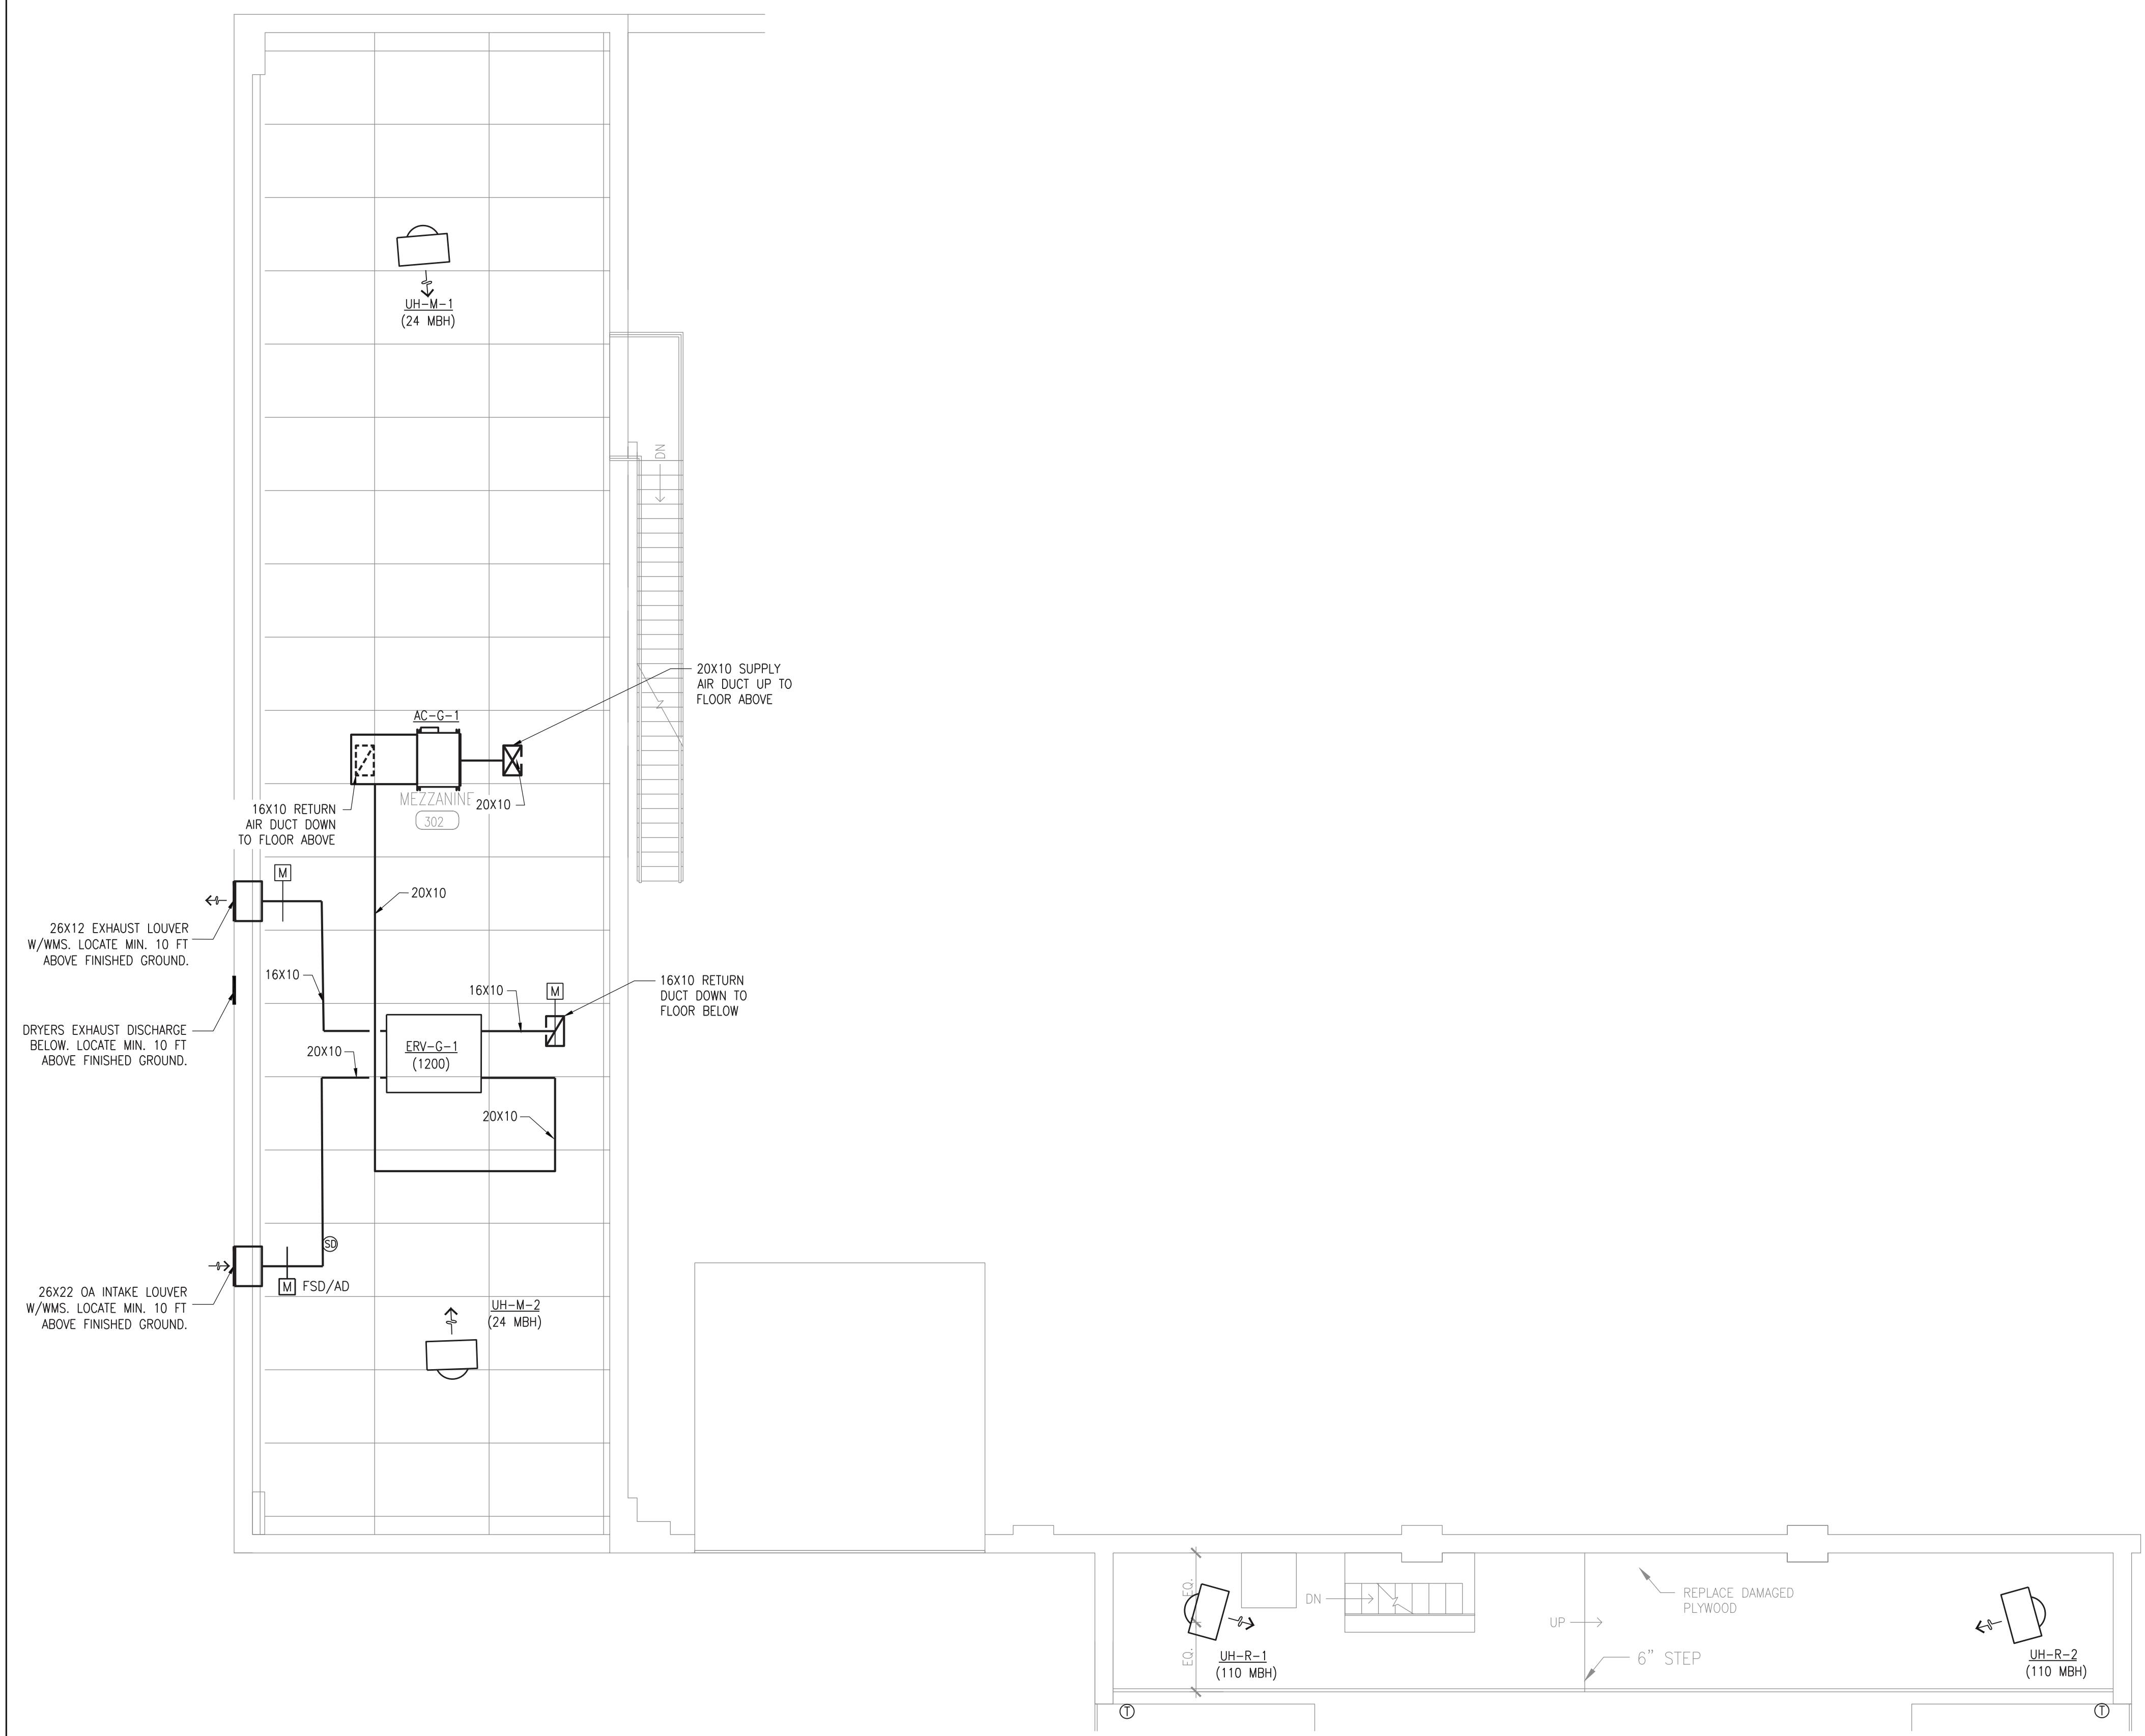 UH-M-1
(24 MBH)
DN
20X10 SUPPLY
AIR DUCT UP TO
FLOOR ABOVE
AC-G-1
MEZZANINE
302
20X10
16X10 RETURN
AIR DUCT DOWN
TO FLOOR ABOVE
M
20X10
26X12 EXHAUST LOUVER
W/WMS. LOCATE MIN. 10 FT
ABOVE FINISHED GROUND.
16X10
16X10
M
16X10 RETURN
DUCT DOWN TO
FLOOR BELOW
DRYERS EXHAUST DISCHARGE
BELOW. LOCATE MIN. 10 FT
ABOVE FINISHED GROUND.
20X10
ERV-G-1
(1200)
20X10
SD
M FSD/AD
26X22 OA INTAKE LOUVER
W/WMS. LOCATE MIN. 10 FT
ABOVE FINISHED GROUND.
UH-M-2
(24 MBH)
EQ.
EQ.
DN
UP
REPLACE DAMAGED
PLYWOOD
6" STEP
UH-R-1
(110 MBH)
UH-R-2
(110 MBH)
T
T